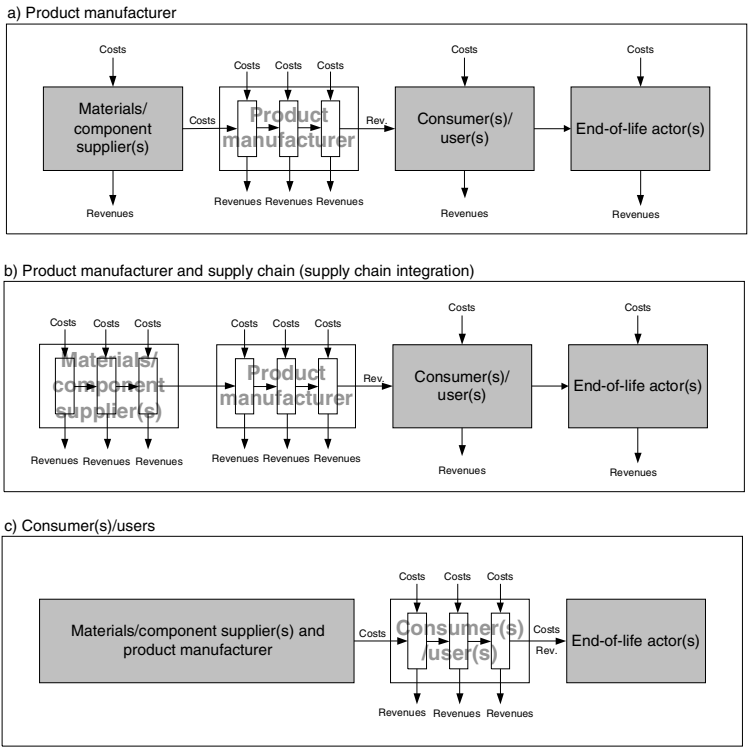 a) Product manufacturer
Costs
Costs Costs Costs
Costs
Costs
Materials/
component
supplier(s)
Costs
Product
manufacturer
Rev.
Consumer(s)/
user(s)
End-of-life actor(s)
Revenues
Revenues Revenues Revenues
Revenues
Revenues
b) Product manufacturer and supply chain (supply chain integration)
Costs Costs Costs
Costs Costs Costs
Costs
Costs
Materials/
component
supplier(s)
Product
manufacturer
Rev.
Consumer(s)/
user(s)
End-of-life actor(s)
Revenues Revenues Revenues
Revenues Revenues Revenues
Revenues
Revenues
c) Consumer(s)/users
Costs Costs Costs
Materials/component supplier(s) and
product manufacturer
Costs
Consumer(s)
/user(s)
Costs
Rev.
End-of-life actor(s)
Revenues Revenues Revenues